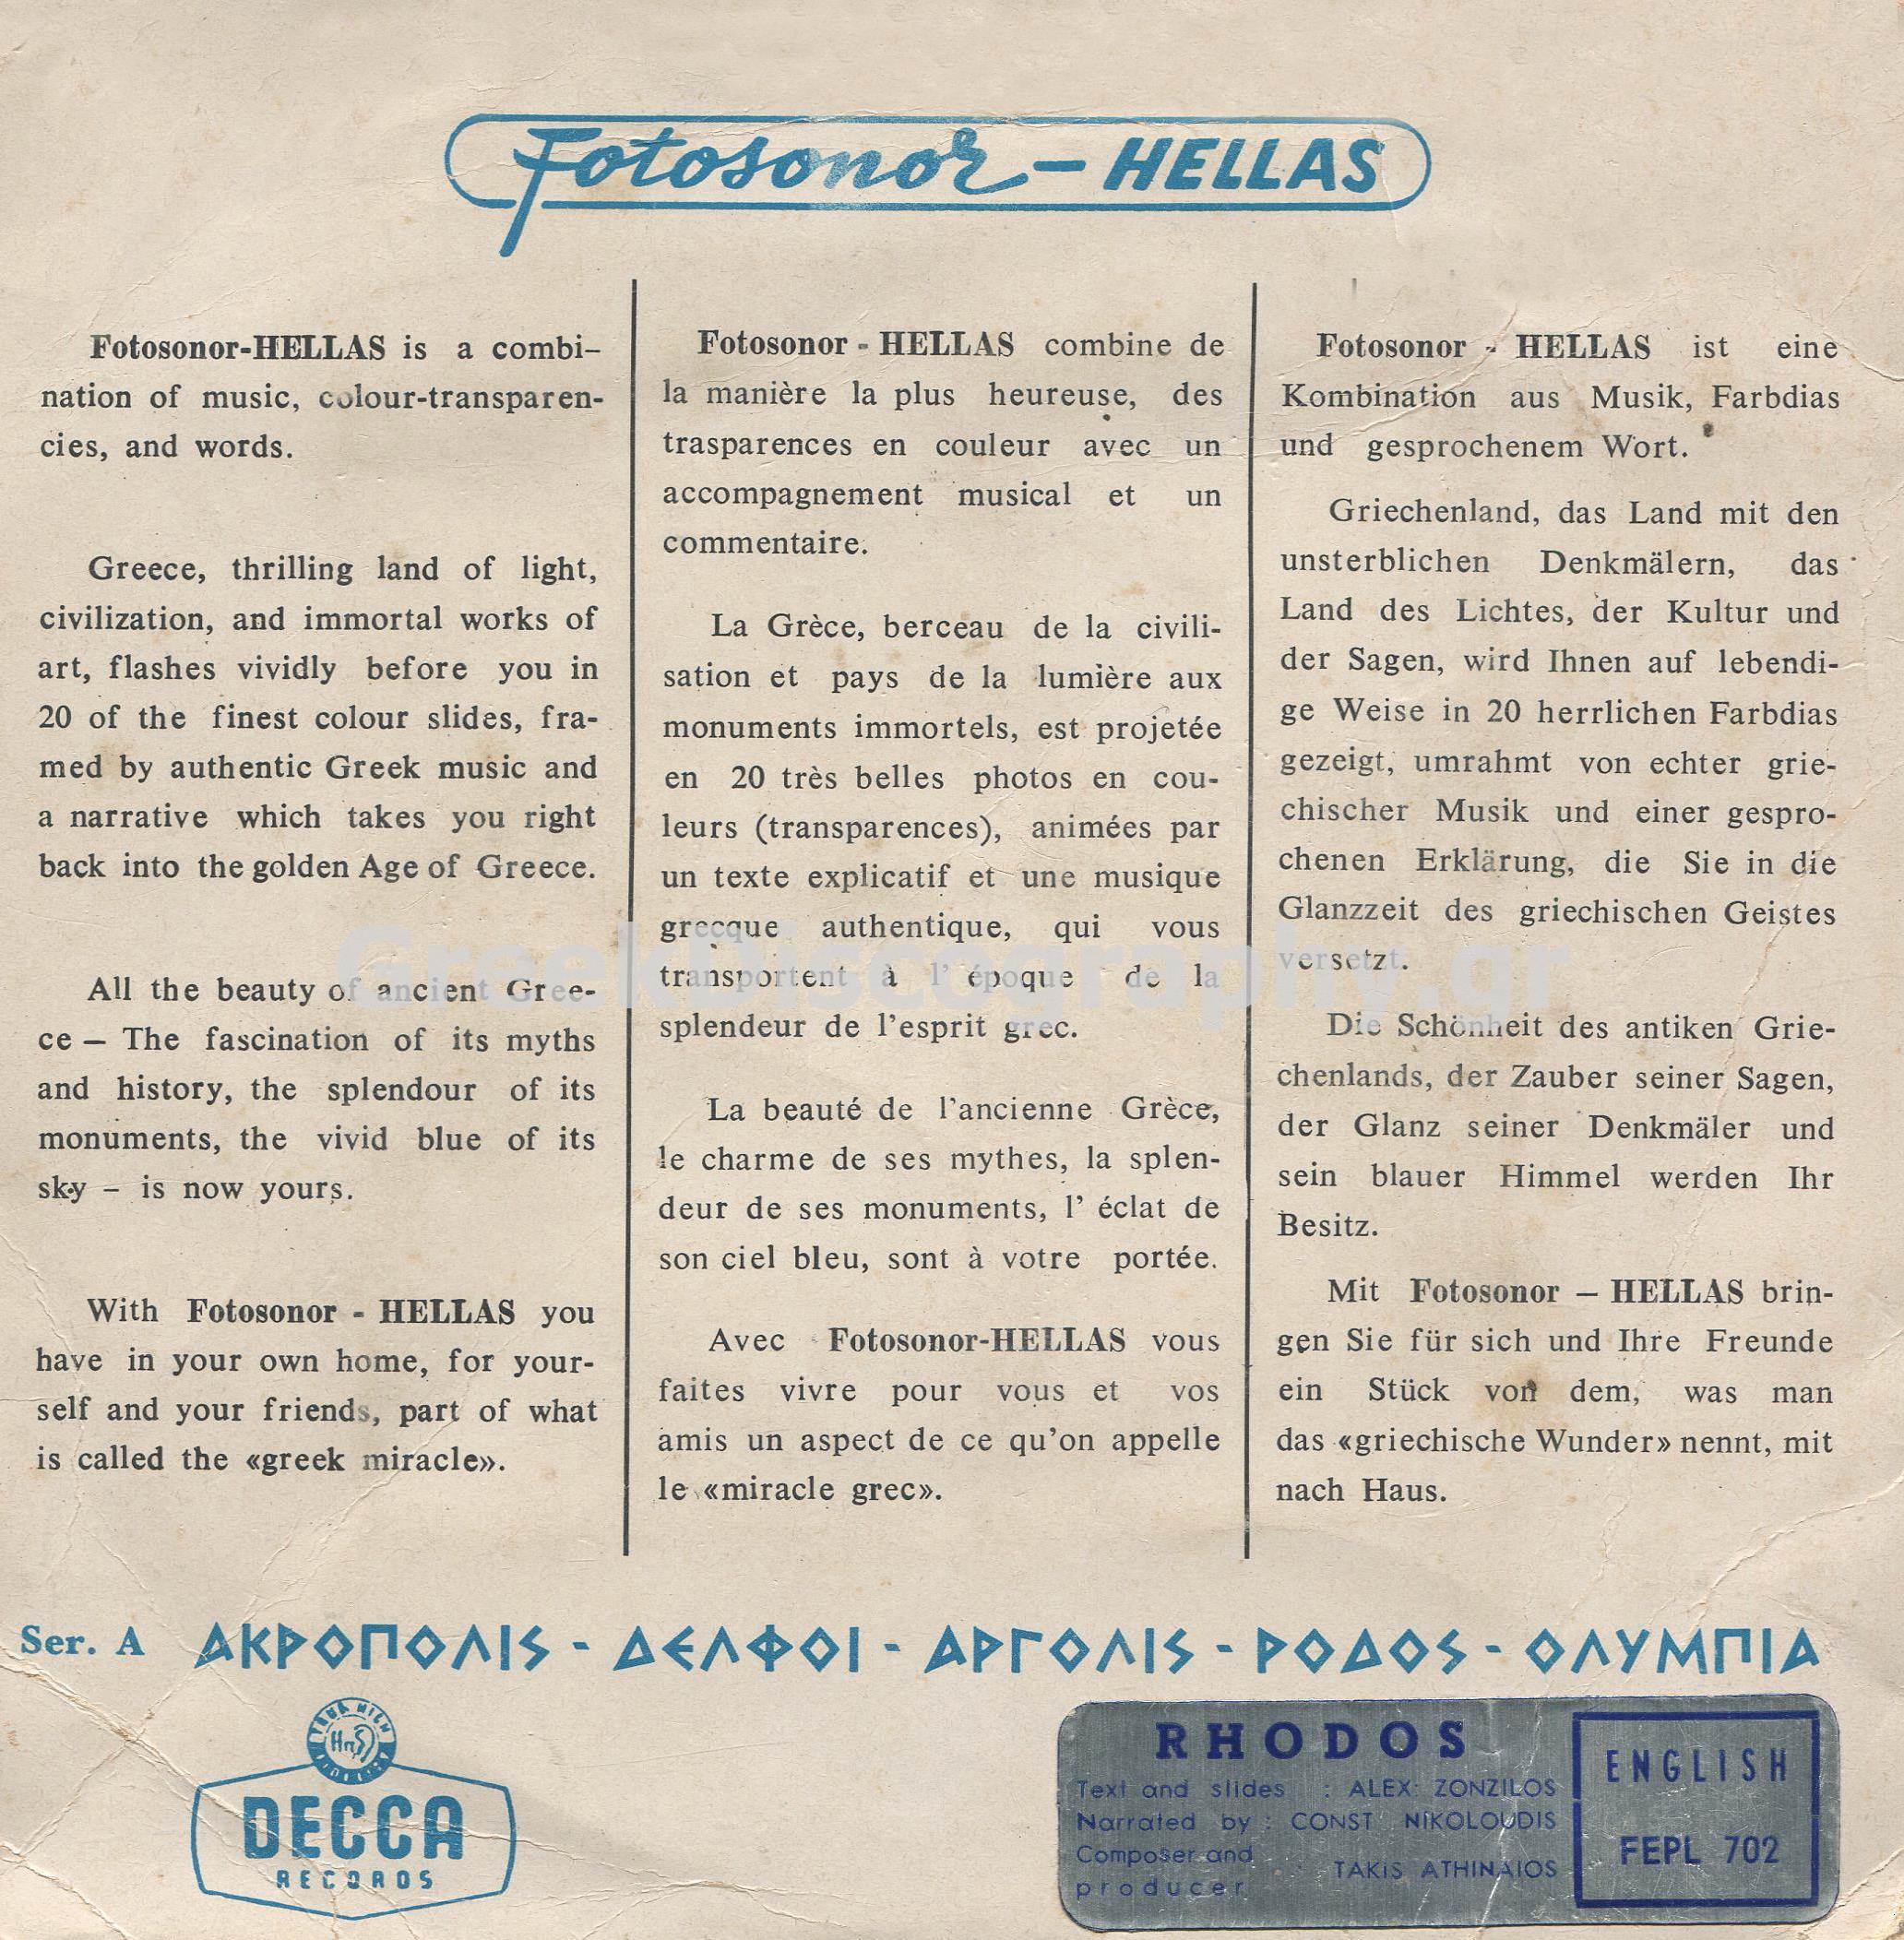 Fotosonor - HELLAS
Fotosonor-HELLAS is a combi-
nation of music, colour-transparen-
cies, and words.
Greece, thrilling land of light,
civilization, and immortal works of
art, flashes vividly before you in
20 of the finest colour slides, fra-
med by authentic Greek music and
a narrative which takes you right
back into the golden Age of Greece.
All the beauty of ancient Gree-
ce – The fascination of its myths
and history, the splendour of its
monuments, the vivid blue of its
sky – is now yours.
With Fotosonor - HELLAS you
have in your own home, for your-
self and your friends, part of what
is called the «greek miracle».
Fotosonor - HELLAS combine de
la manière la plus heureuse, des
trasparences en couleur avec un
accompagnement musical et un
commentaire.
La Grèce, berceau de la civili-
sation et pays de la lumière aux
monuments immortels, est projetée
en 20 très belles photos en cou-
leurs (transparences), animées par
un texte explicatif et une musique
grecque authentique, qui vous
transportent à l' époque de la
splendeur de l'esprit grec.
La beauté de l'ancienne Grèce,
le charme de ses mythes, la splen-
deur de ses monuments, l' éclat de
son ciel bleu, sont à votre portée.
Avec Fotosonor-HELLAS vous
faites vivre pour vous et vos
amis un aspect de ce qu'on appelle
le «miracle grec».
Fotosonor - HELLAS ist eine
Kombination aus Musik, Farbdias
und gesprochenem Wort.
Griechenland, das Land mit den
unsterblichen Denkmälern, das
Land des Lichtes, der Kultur und
der Sagen, wird Ihnen auf lebendi-
ge Weise in 20 herrlichen Farbdias
gezeigt, umrahmt von echter grie-
chischer Musik und einer gespro-
chenen Erklärung, die Sie in die
Glanzzeit des griechischen Geistes
versetzt.
Die Schönheit des antiken Grie-
chenlands, der Zauber seiner Sagen,
der Glanz seiner Denkmäler und
sein blauer Himmel werden Ihr
Besitz.
Mit Fotosonor – HELLAS brin-
gen Sie für sich und Ihre Freunde
ein Stück von dem, was man
das «griechische Wunder» nennt, mit
nach Haus.
GreekDiscography.gr
Ser. A ΑΚΡΟΠΟΛΙS - ΔΕΛΦΟΙ - ΑΡΓΟΛΙS - ΡΟΔΟS - ΟΛΥΜΠΙΑ
TRUE HIGH
FIDELITY
DECCA
RECORDS
RHODOS
Text and slides : ALEX ZONZILOS
Narrated by : CONST NIKOLOUDIS
Composer and
producer : TAKIS ATHINAIOS
ENGLISH
FEPL 702